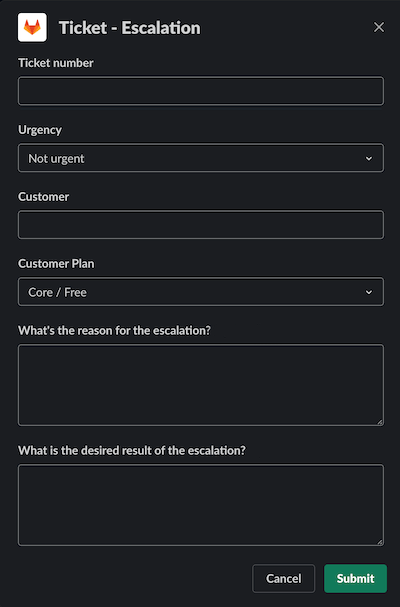 Ticket - Escalation
Ticket number
Urgency
Not urgent
Customer
Customer Plan
Core / Free
What's the reason for the escalation?
What is the desired result of the escalation?
Cancel
Submit